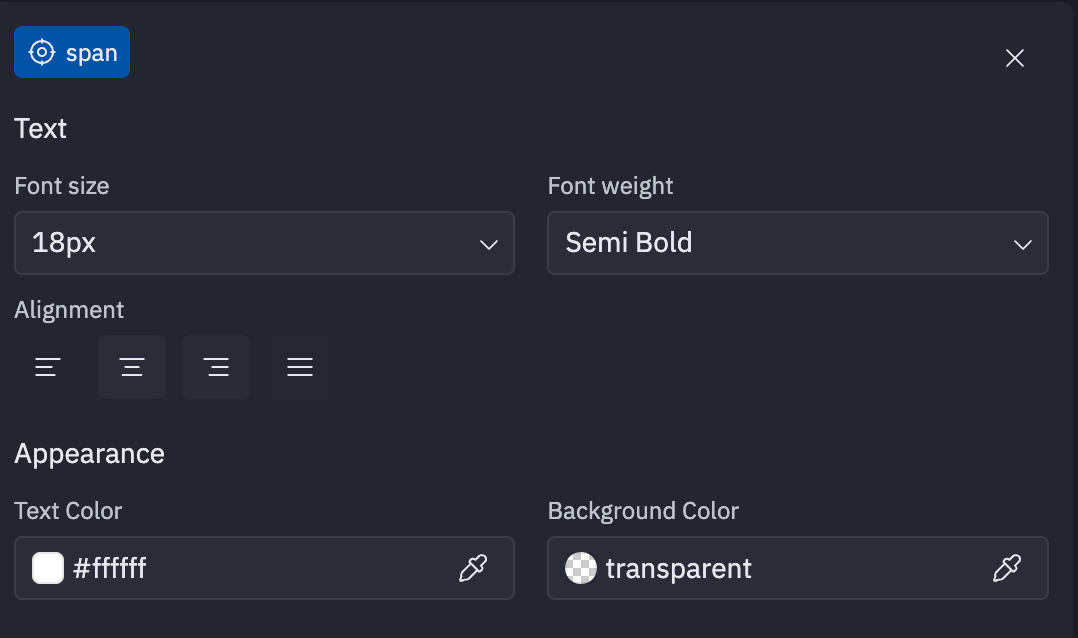 span
Text
Font size
Font weight
18px
Semi Bold
Alignment
Appearance
Text Color
Background Color
#ffffff
transparent